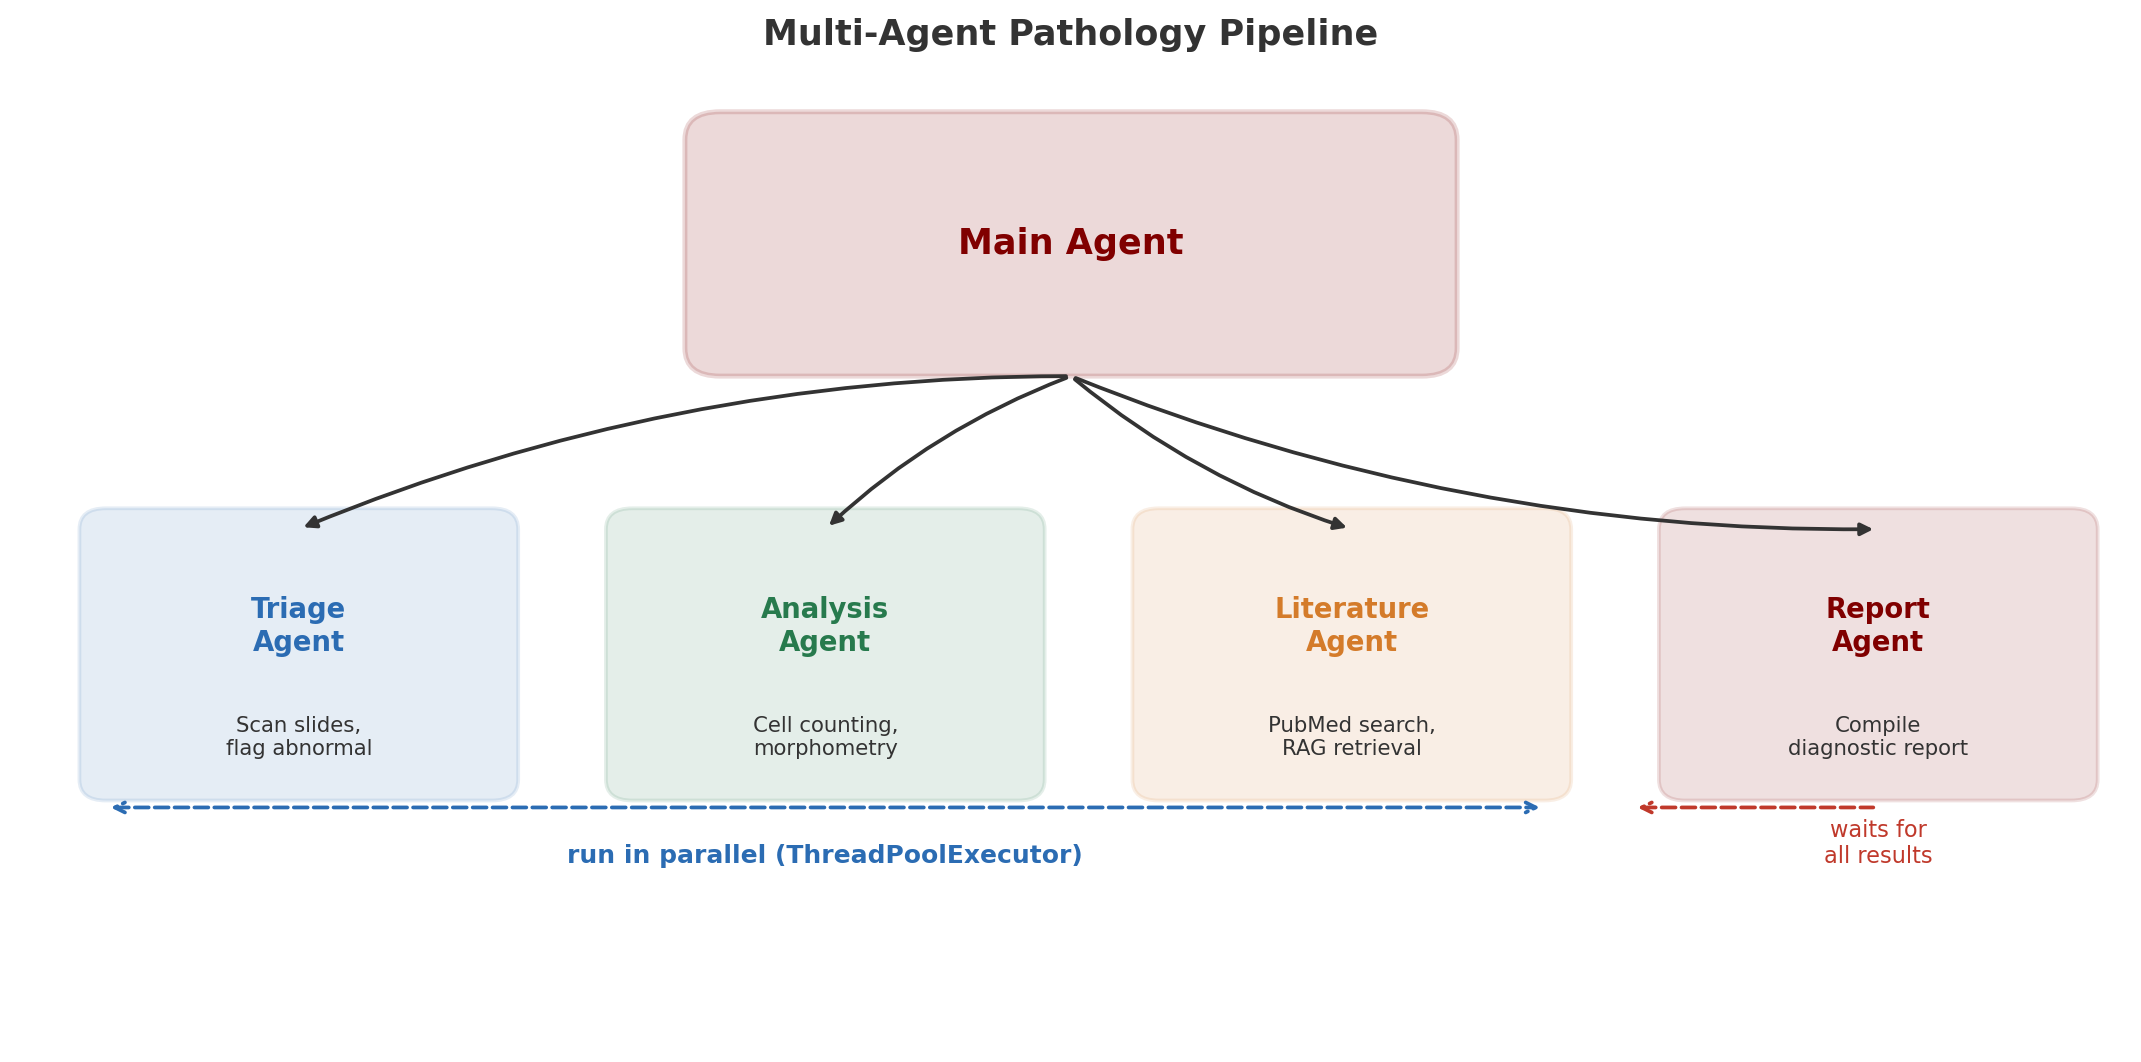 Multi-Agent Pathology Pipeline
Main Agent
Triage
Agent
Scan slides,
flag abnormal
Analysis
Agent
Cell counting,
morphometry
Literature
Agent
PubMed search,
RAG retrieval
Report
Agent
Compile
diagnostic report
run in parallel (ThreadPoolExecutor)
waits for
all results